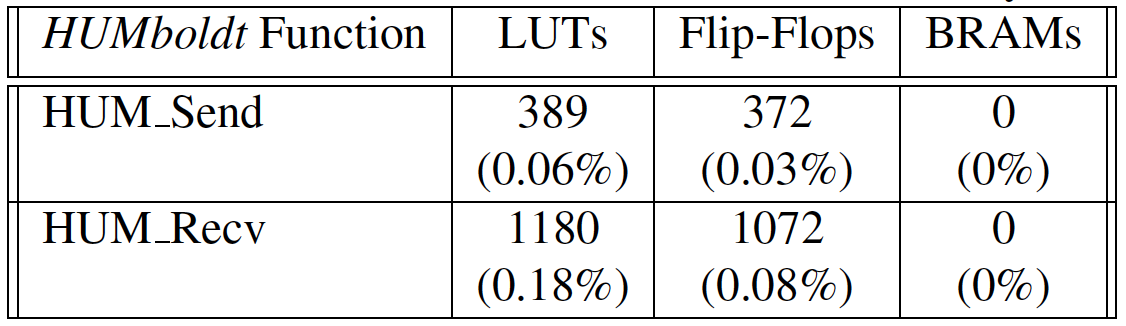 HUMboldt Function LUTs Flip-Flops BRAMs
HUM_Send 389 372 0
(0.06%) (0.03%) (0%)
HUM_Recv 1180 1072 0
(0.18%) (0.08%) (0%)